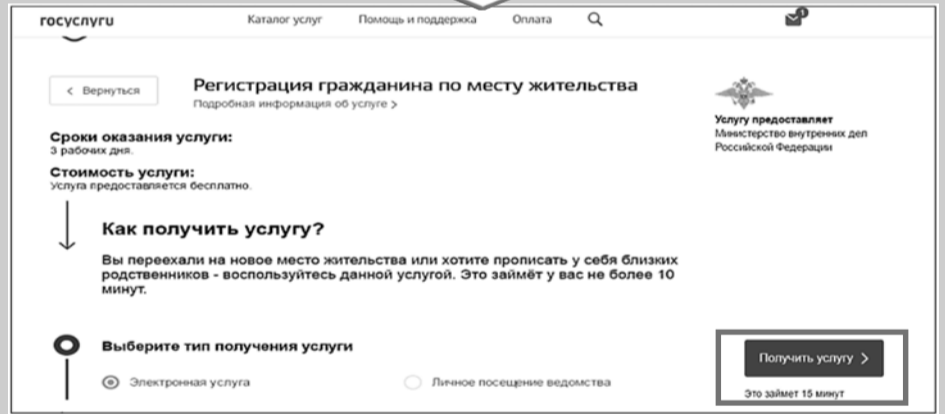 госуслуги Каталог услуг Помощь и поддержка Оплата 1
Вернуться
Регистрация гражданина по месту жительства
Подробная информация об услуге >
Сроки оказания услуги:
3 рабочих дня.
Стоимость услуги:
Услуга предоставляется бесплатно.
Услугу предоставляет
Министерство внутренних дел
Российской Федерации
Как получить услугу?
Вы переехали на новое место жительства или хотите прописать у себя близких
родственников - воспользуйтесь данной услугой. Это займёт у вас не более 10
минут.
Выберите тип получения услуги
Электронная услуга Личное посещение ведомства
Получить услугу >
Это займет 15 минут